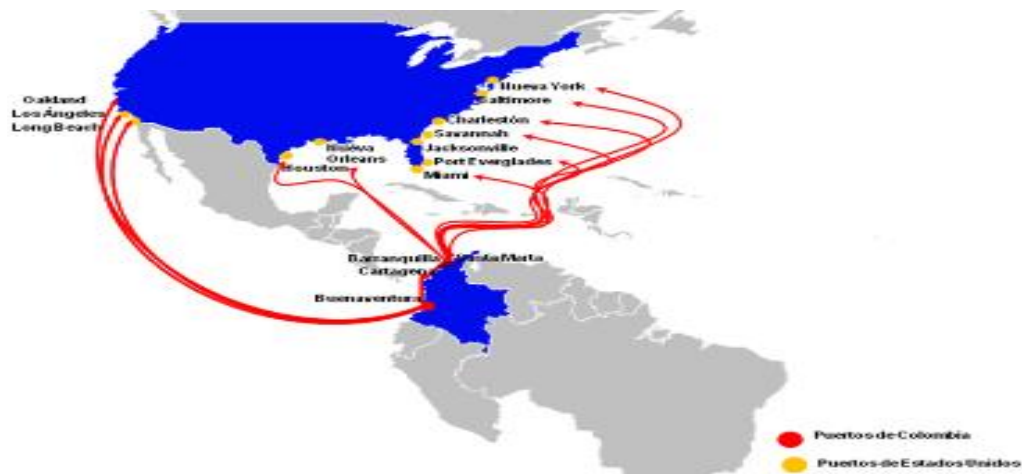 Nueva York
Baltimore
Oakland
Los Ángeles
Long Beach
Charlestón
Savannah
Jacksonville
Nueva
Orleans
Houston
Port Everglades
Miami
Barranquilla
Santa Marta
Cartagena
Buenaventura
Puertos de Colombia
Puertos de Estados Unidos